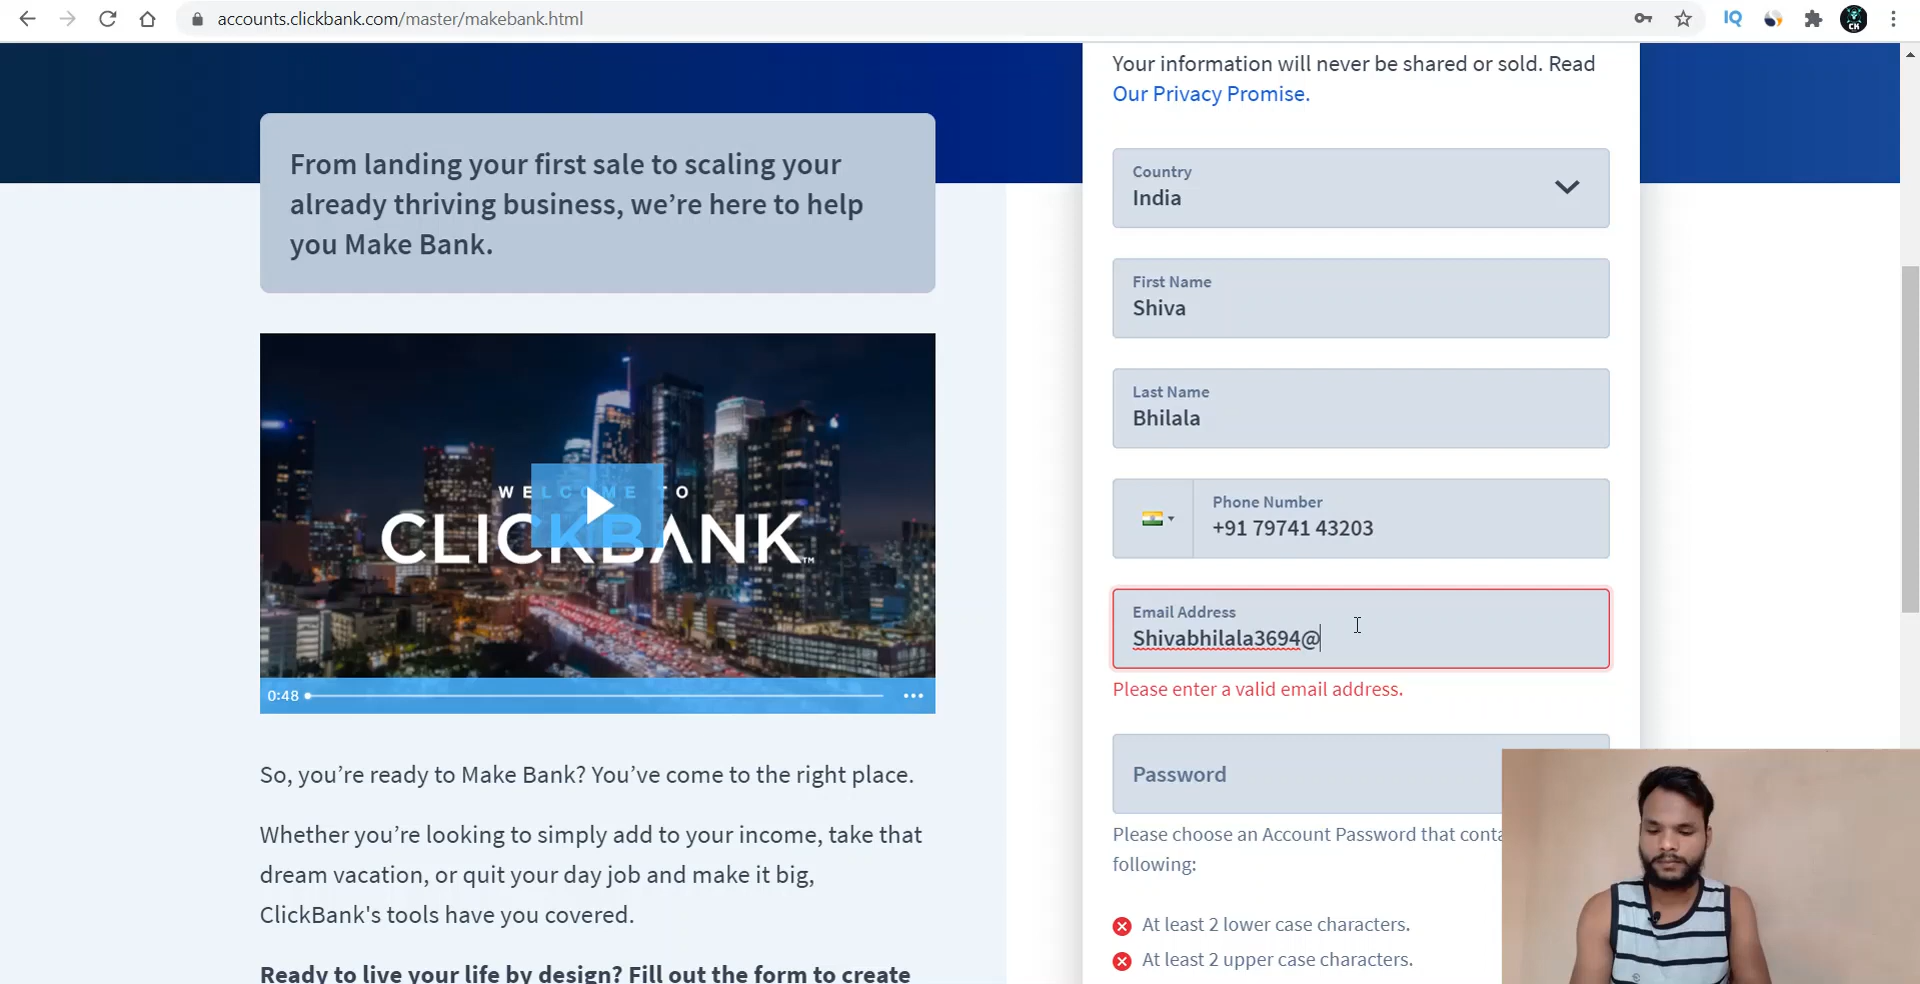 accounts.clickbank.com/master/makebank.html
IQ
Your information will never be shared or sold. Read
Our Privacy Promise.
From landing your first sale to scaling your
already thriving business, we’re here to help
you Make Bank.
Country
India
First Name
Shiva
Last Name
Bhilala
WELCOME TO
CLICKBANK™
Phone Number
+91 79741 43203
Email Address
Shivabhilala3694@
Please enter a valid email address.
0:48
Password
So, you’re ready to Make Bank? You’ve come to the right place.
Whether you’re looking to simply add to your income, take that
dream vacation, or quit your day job and make it big,
ClickBank's tools have you covered.
Please choose an Account Password that conta
following:
At least 2 lower case characters.
At least 2 upper case characters.
Ready to live your life by design? Fill out the form to create